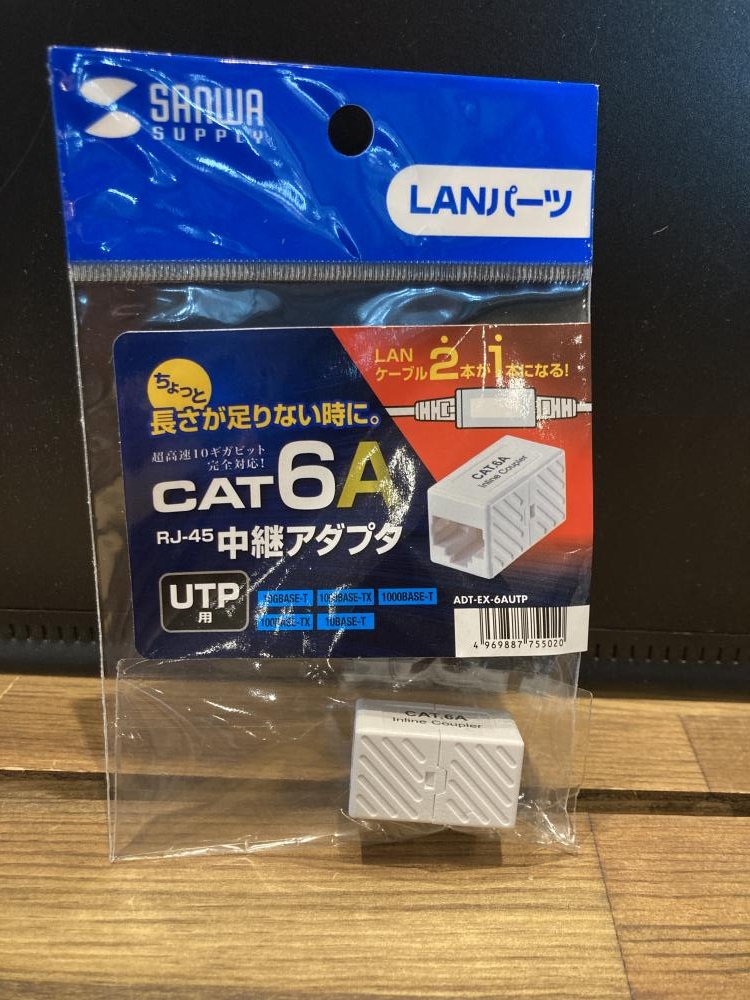 SANWA
SUPPLY
LANパーツ
LAN
ケーブル2本が1本になる!
ちょっと
長さが足りない時に。
超高速10ギガビット
完全対応!
CAT6A
CAT.6A
Inline Coupler
RJ-45 中継アダプタ
UTP
用
10GBASE-T 1000BASE-TX 1000BASE-T
100BASE-TX 10BASE-T
ADT-EX-6AUTP
4 969887 755020
CAT.6A
Inline Coupler